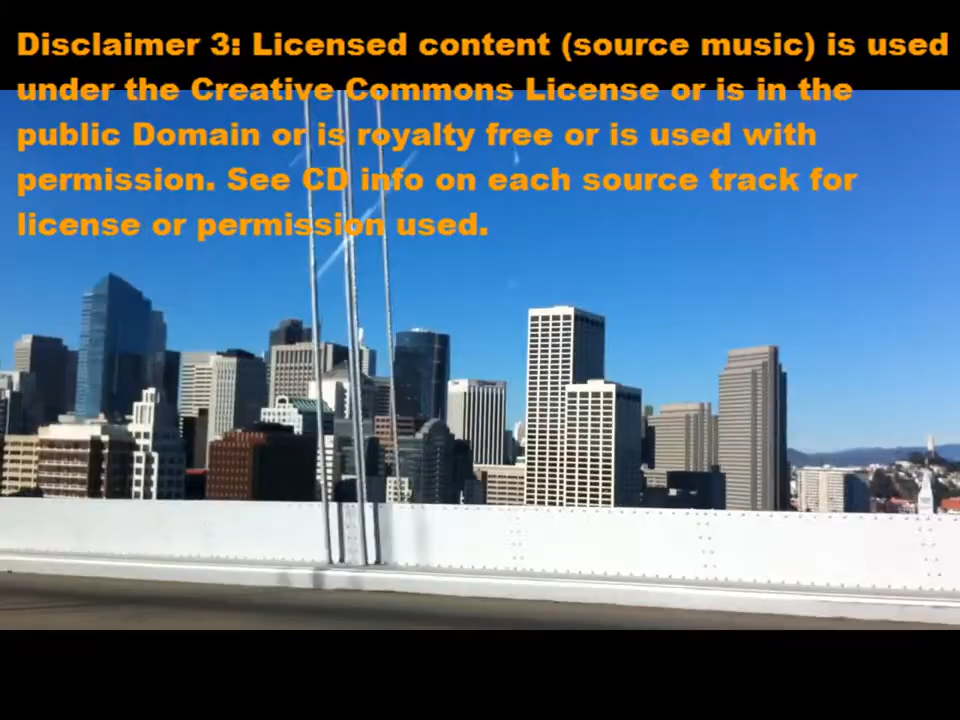 Disclaimer 3: Licensed content (source music) is used
under the Creative Commons License or is in the
public Domain or is royalty free or is used with
permission. See CD info on each source track for
license or permission used.